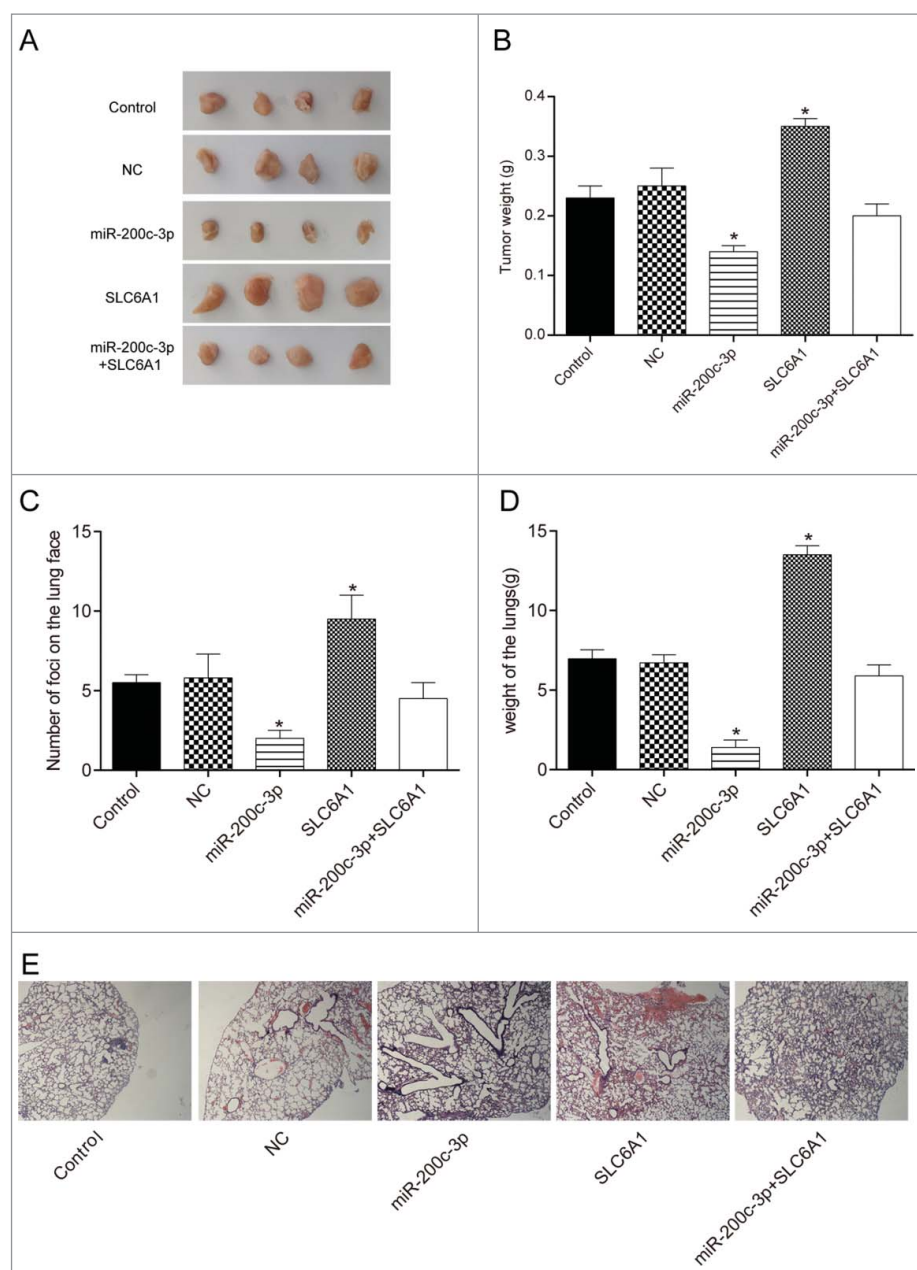 A
Control
NC
miR-200c-3p
SLC6A1
miR-200c-3p
+SLC6A1
B
Tumor weight (g)
0.4
0.3
0.2
0.1
0.0
*
*
Control
NC
miR-200c-3p
SLC6A1
miR-200c-3p+SLC6A1
C
Number of foci on the lung face
15
10
5
0
*
*
Control
NC
miR-200c-3p
SLC6A1
miR-200c-3p+SLC6A1
D
weight of the lungs(g)
15
10
5
0
*
*
Control
NC
miR-200c-3p
SLC6A1
miR-200c-3p+SLC6A1
E
Control
NC
miR-200c-3p
SLC6A1
miR-200c-3p+SLC6A1